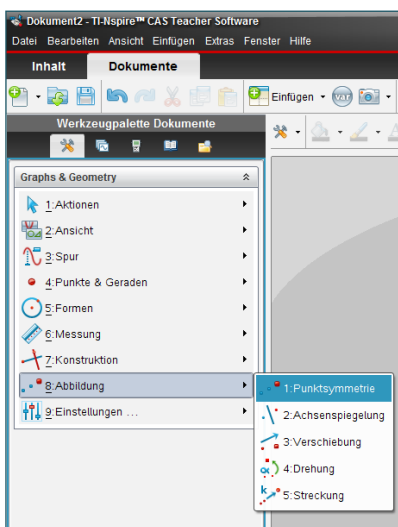 Dokument2 - TI-Nspire™ CAS Teacher Software
Datei Bearbeiten Ansicht Einfügen Extras Fenster Hilfe
Inhalt Dokumente
Einfügen
var
Werkzeugpalette Dokumente
Graphs & Geometry
1:Aktionen
2:Ansicht
3:Spur
4:Punkte & Geraden
5:Formen
6:Messung
7:Konstruktion
8:Abbildung
9:Einstellungen ...
1:Punktsymmetrie
2:Achsenspiegelung
3:Verschiebung
4:Drehung
5:Streckung